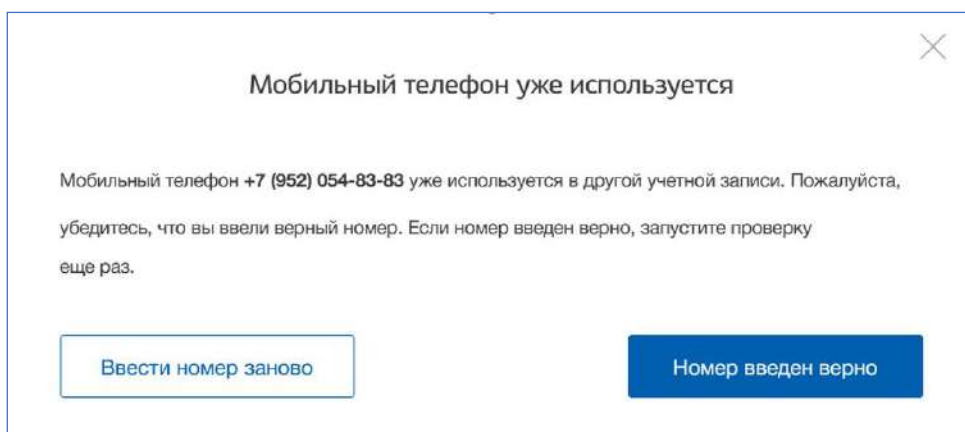 Мобильный телефон уже используется
Мобильный телефон +7 (952) 054-83-83 уже используется в другой учетной записи. Пожалуйста,
убедитесь, что вы ввели верный номер. Если номер введен верно, запустите проверку
еще раз.
Ввести номер заново
Номер введен верно